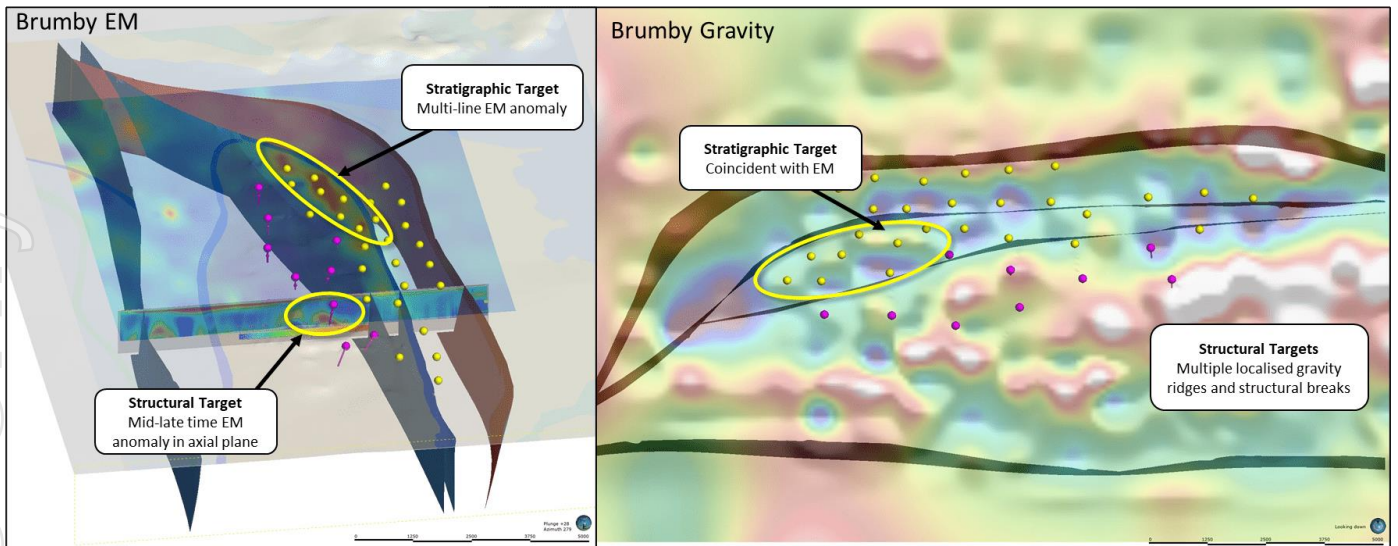 Brumby EM
Stratigraphic Target
Multi-line EM anomaly
Structural Target
Mid-late time EM
anomaly in axial plane
Plunge +28
Azimuth 279
0 1250 2500 3750 5000
Brumby Gravity
Stratigraphic Target
Coincident with EM
Structural Targets
Multiple localised gravity
ridges and structural breaks
Looking down
0 1250 2500 3750 5000